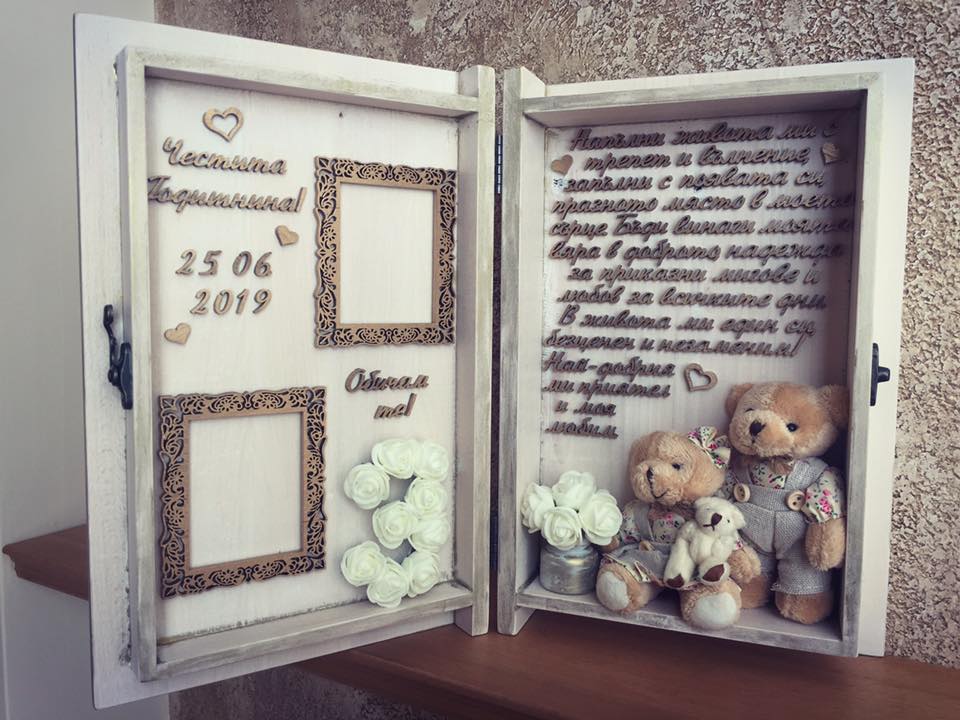 Честита
Годишнина!
25 06
2019
Обичам
те!
Напълни живота ми с
трепет и вълнение,
запълни с появата си,
празното място в моето
сърце. Бъди винаги моята
вяра в доброто надежда
за приказни мигове и
любов за всичките дни
В живота ми един си,
безценен и незаменим!
Най-добрия
ми приятел
и моя
любим